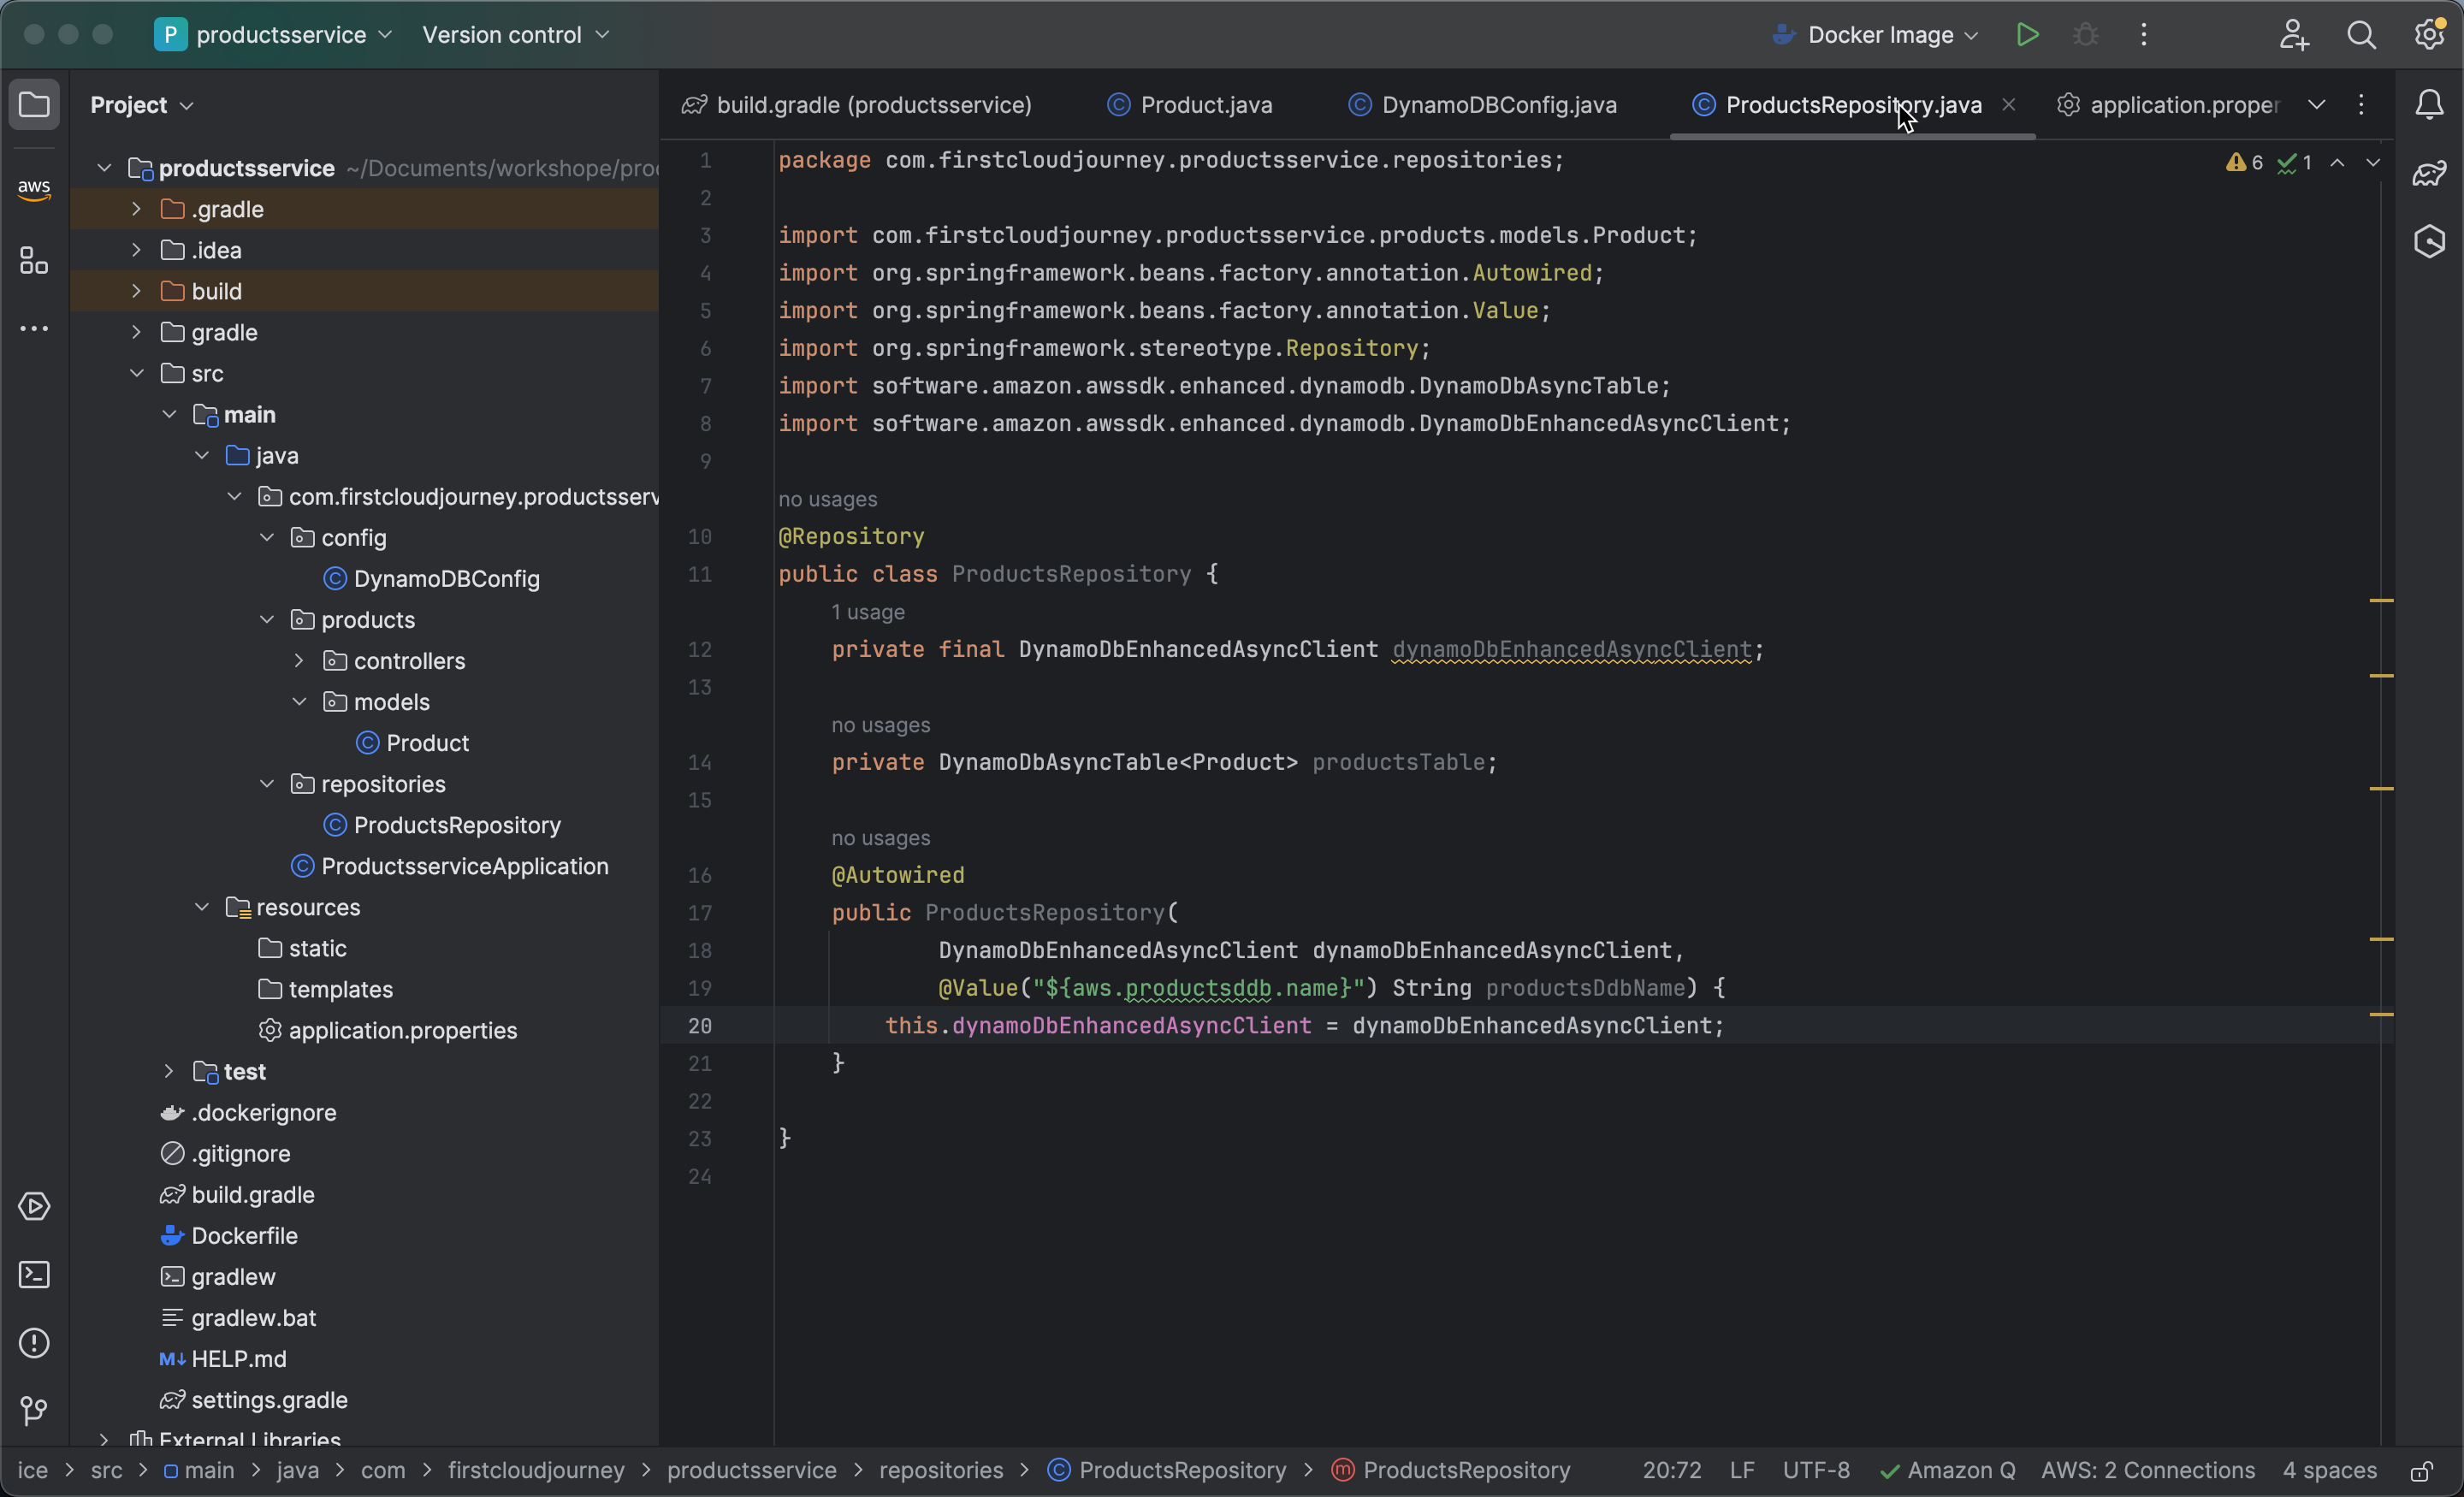 P productsservice Version control Docker Image
Project
build.gradle (productsservice) Product.java DynamoDBConfig.java ProductsRepository.java application.proper
aws
productsservice ~/Documents/workshope/prod
.gradle
.idea
build
gradle
src
main
java
com.firstcloudjourney.productsserv
config
DynamoDBConfig
products
controllers
models
Product
repositories
ProductsRepository
ProductsserviceApplication
resources
static
templates
application.properties
test
.dockerignore
.gitignore
build.gradle
Dockerfile
gradlew
gradlew.bat
M↓ HELP.md
settings.gradle
External Libraries
6 1
1 package com.firstcloudjourney.productsservice.repositories;
2
3 import com.firstcloudjourney.productsservice.products.models.Product;
4 import org.springframework.beans.factory.annotation.Autowired;
5 import org.springframework.beans.factory.annotation.Value;
6 import org.springframework.stereotype.Repository;
7 import software.amazon.awssdk.enhanced.dynamodb.DynamoDbAsyncTable;
8 import software.amazon.awssdk.enhanced.dynamodb.DynamoDbEnhancedAsyncClient;
9
no usages
10 @Repository
11 public class ProductsRepository {
1 usage
12 private final DynamoDbEnhancedAsyncClient dynamoDbEnhancedAsyncClient;
13
no usages
14 private DynamoDbAsyncTable<Product> productsTable;
15
no usages
16 @Autowired
17 public ProductsRepository(
18 DynamoDbEnhancedAsyncClient dynamoDbEnhancedAsyncClient,
19 @Value("${aws.productsddb.name}") String productsDdbName) {
20 this.dynamoDbEnhancedAsyncClient = dynamoDbEnhancedAsyncClient;
21 }
22
23 }
24
ice > src > main > java > com > firstcloudjourney > productsservice > repositories > C ProductsRepository > m ProductsRepository 20:72 LF UTF-8 Amazon Q AWS: 2 Connections 4 spaces